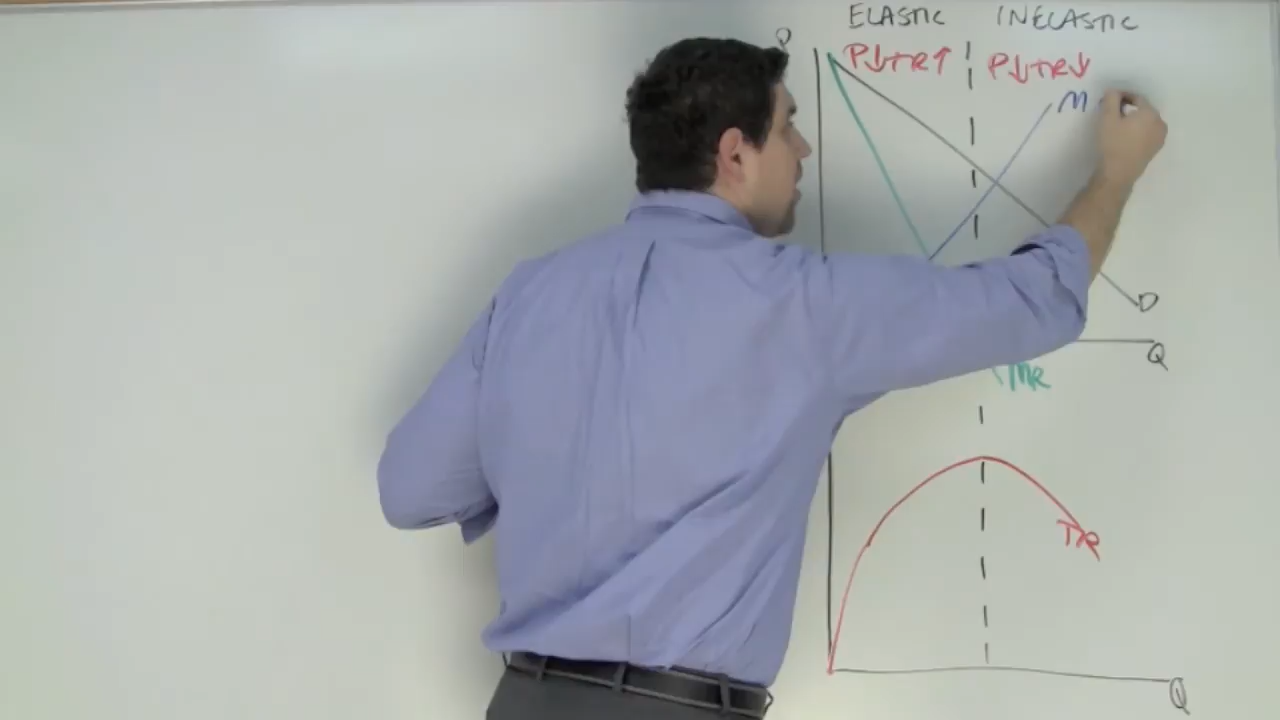 ELASTIC INELASTIC
P
P↓TR↑ P↓TR↓
M
D
Q
MR
TR
Q